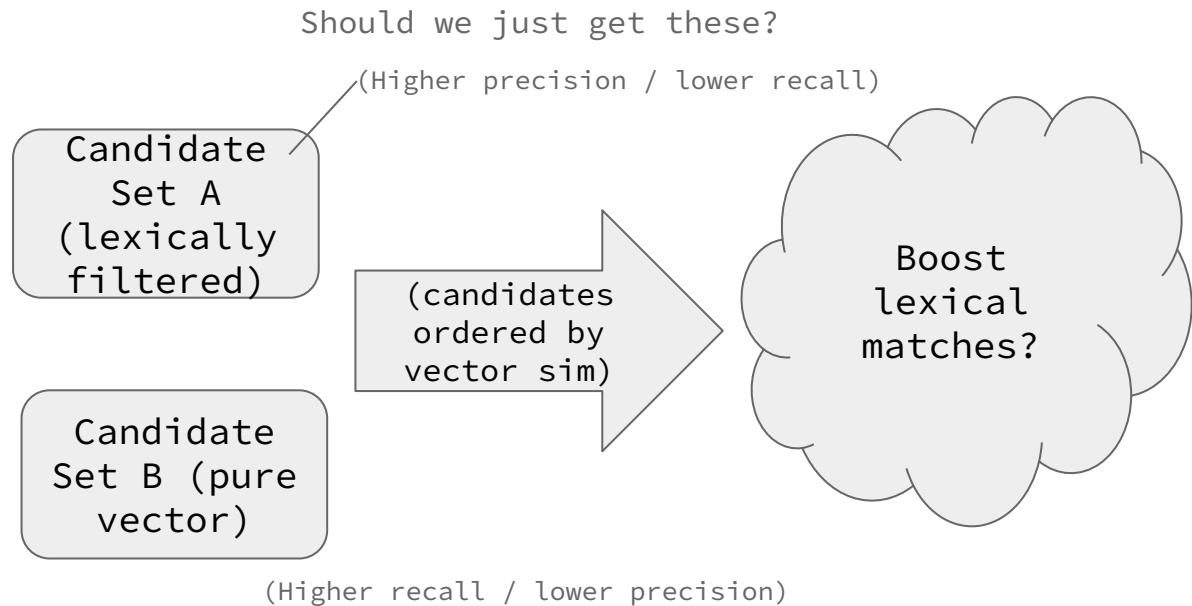 Should we just get these?
(Higher precision / lower recall)
Candidate
Set A
(lexically
filtered)
(candidates
ordered by
vector sim)
Boost
lexical
matches?
Candidate
Set B (pure
vector)
(Higher recall / lower precision)